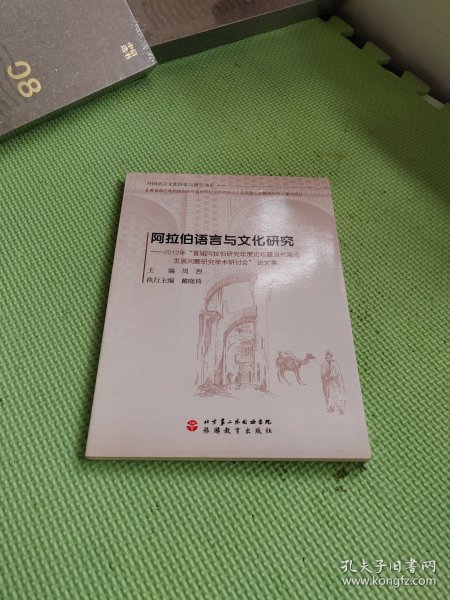 阿拉伯语言与文化研究
——2012年“首届阿拉伯研究年度论坛暨当代阿拉伯
发展问题研究学术研讨会”论文集
主 编 周 烈
执行主编 戴晓琦
北京第二外国语学院
旅游教育出版社
98
孔夫子旧书网
www.kongfz.com